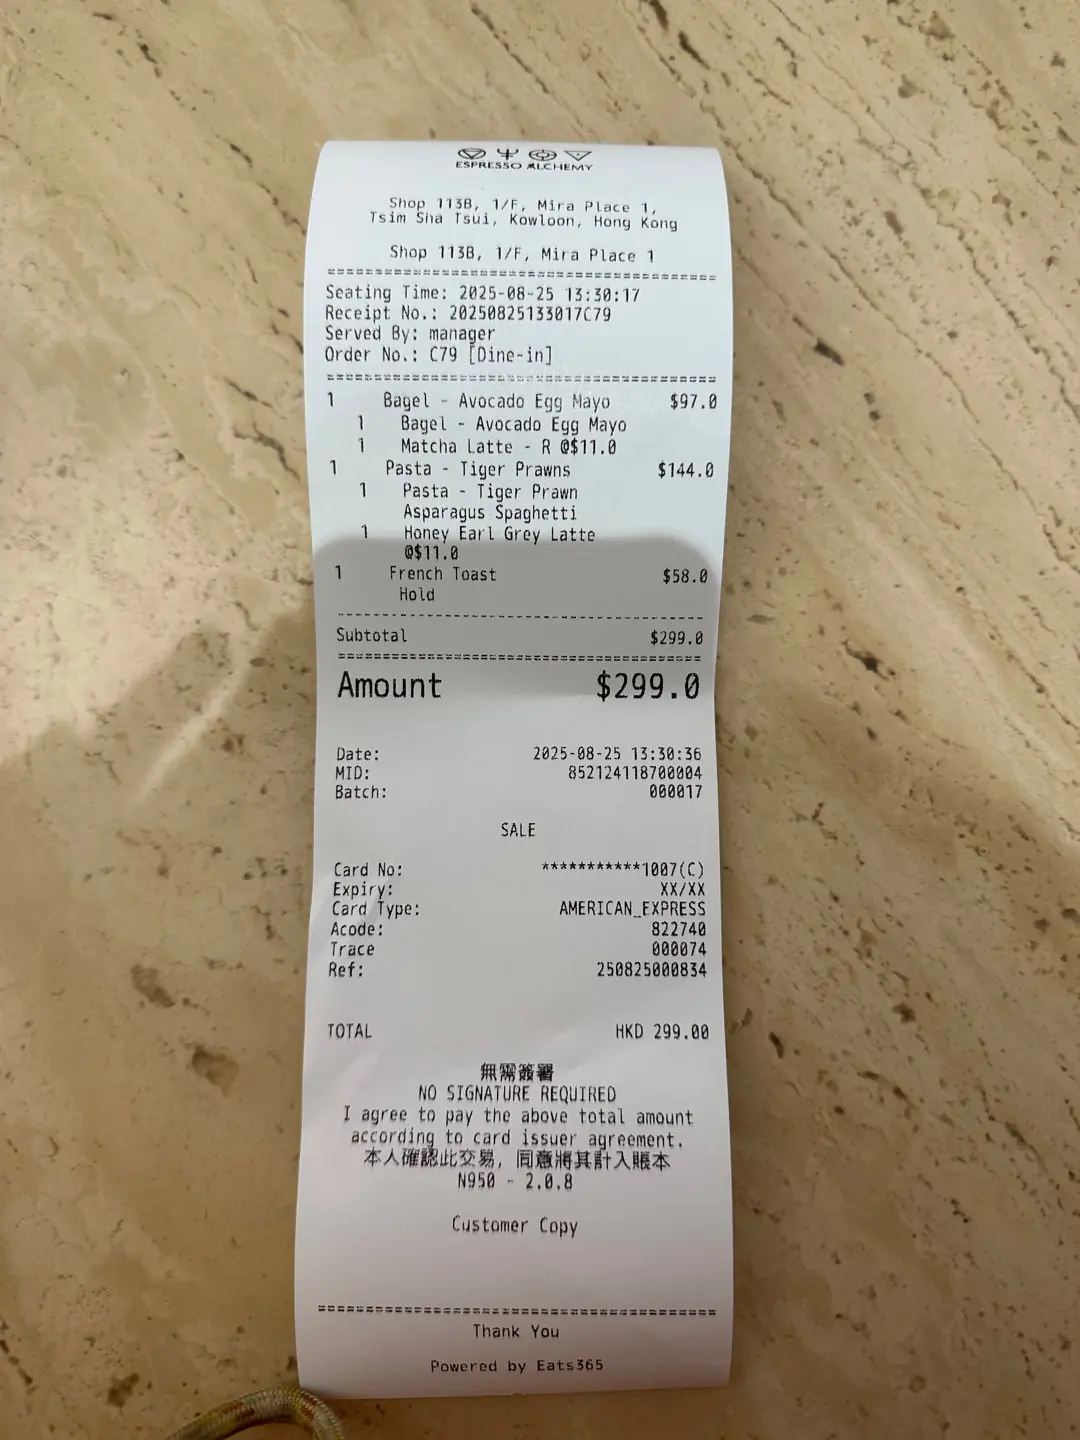 ESPRESSO ALCHEMY
Shop 113B, 1/F, Mira Place 1,
Tsim Sha Tsui, Kowloon, Hong Kong
Shop 113B, 1/F, Mira Place 1
Seating Time: 2025-08-25 13:30:17
Receipt No.: 20250825133017C79
Served By: manager
Order No.: C79 [Dine-in]
1 Bagel - Avocado Egg Mayo $97.0
1 Bagel - Avocado Egg Mayo
1 Matcha Latte - R @$11.0
1 Pasta - Tiger Prawns $144.0
1 Pasta - Tiger Prawn
Asparagus Spaghetti
1 Honey Earl Grey Latte
@$11.0
1 French Toast $58.0
Hold
Subtotal $299.0
Amount $299.0
Date: 2025-08-25 13:30:36
MID: 852124118700004
Batch: 000017
SALE
Card No: ***********1007(C)
Expiry: XX/XX
Card Type: AMERICAN_EXPRESS
Acode: 822740
Trace 000074
Ref: 250825000834
TOTAL HKD 299.00
無需簽署
NO SIGNATURE REQUIRED
I agree to pay the above total amount
according to card issuer agreement.
本人確認此交易, 同意將其計入賬本
N950 - 2.0.8
Customer Copy
Thank You
Powered by Eats365